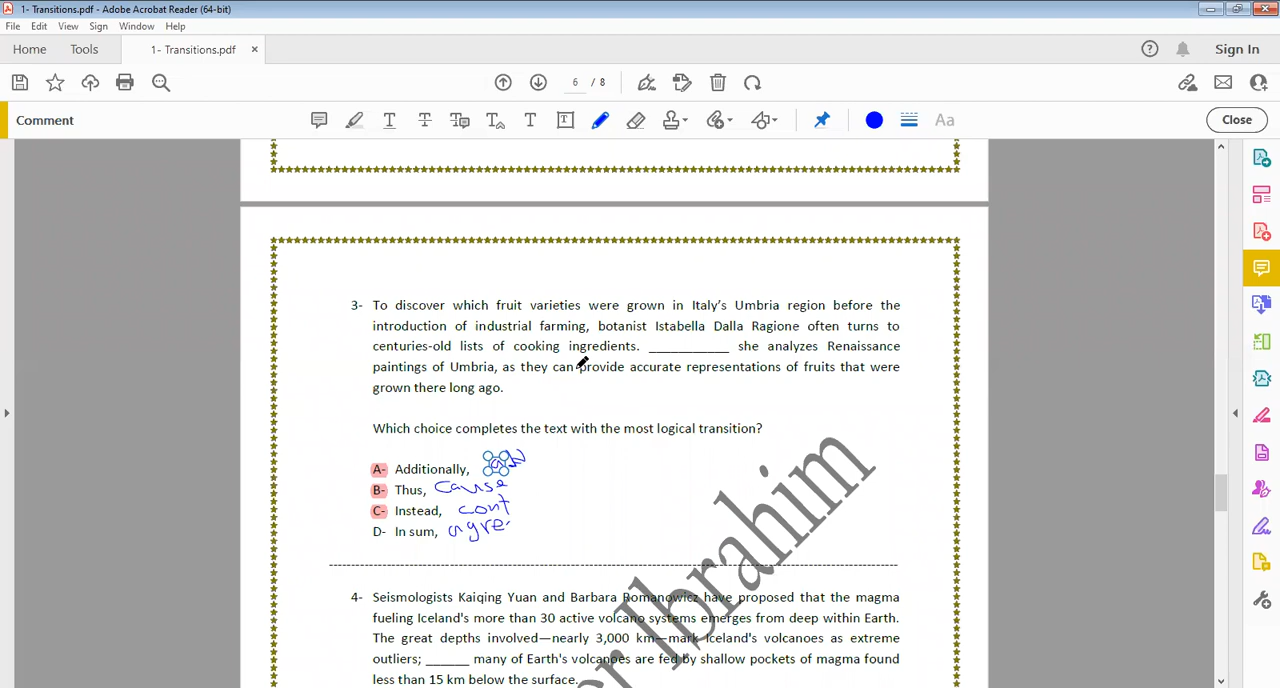 1- Transitions.pdf - Adobe Acrobat Reader (64-bit)
File Edit View Sign Window Help
Home Tools 1- Transitions.pdf × Sign In
6 / 8
Comment Aa Close
3- To discover which fruit varieties were grown in Italy's Umbria region before the
introduction of industrial farming, botanist Istabella Dalla Ragione often turns to
centuries-old lists of cooking ingredients. ___________ she analyzes Renaissance
paintings of Umbria, as they can provide accurate representations of fruits that were
grown there long ago.
Which choice completes the text with the most logical transition?
A- Additionally,
B- Thus, cause
C- Instead, cont
D- In sum, agre
4- Seismologists Kaiqing Yuan and Barbara Romanowicz have proposed that the magma
fueling Iceland's more than 30 active volcano systems emerges from deep within Earth.
The great depths involved—nearly 3,000 km—mark Iceland's volcanoes as extreme
outliers; ______ many of Earth's volcanoes are fed by shallow pockets of magma found
less than 15 km below the surface.
er Ibrahim